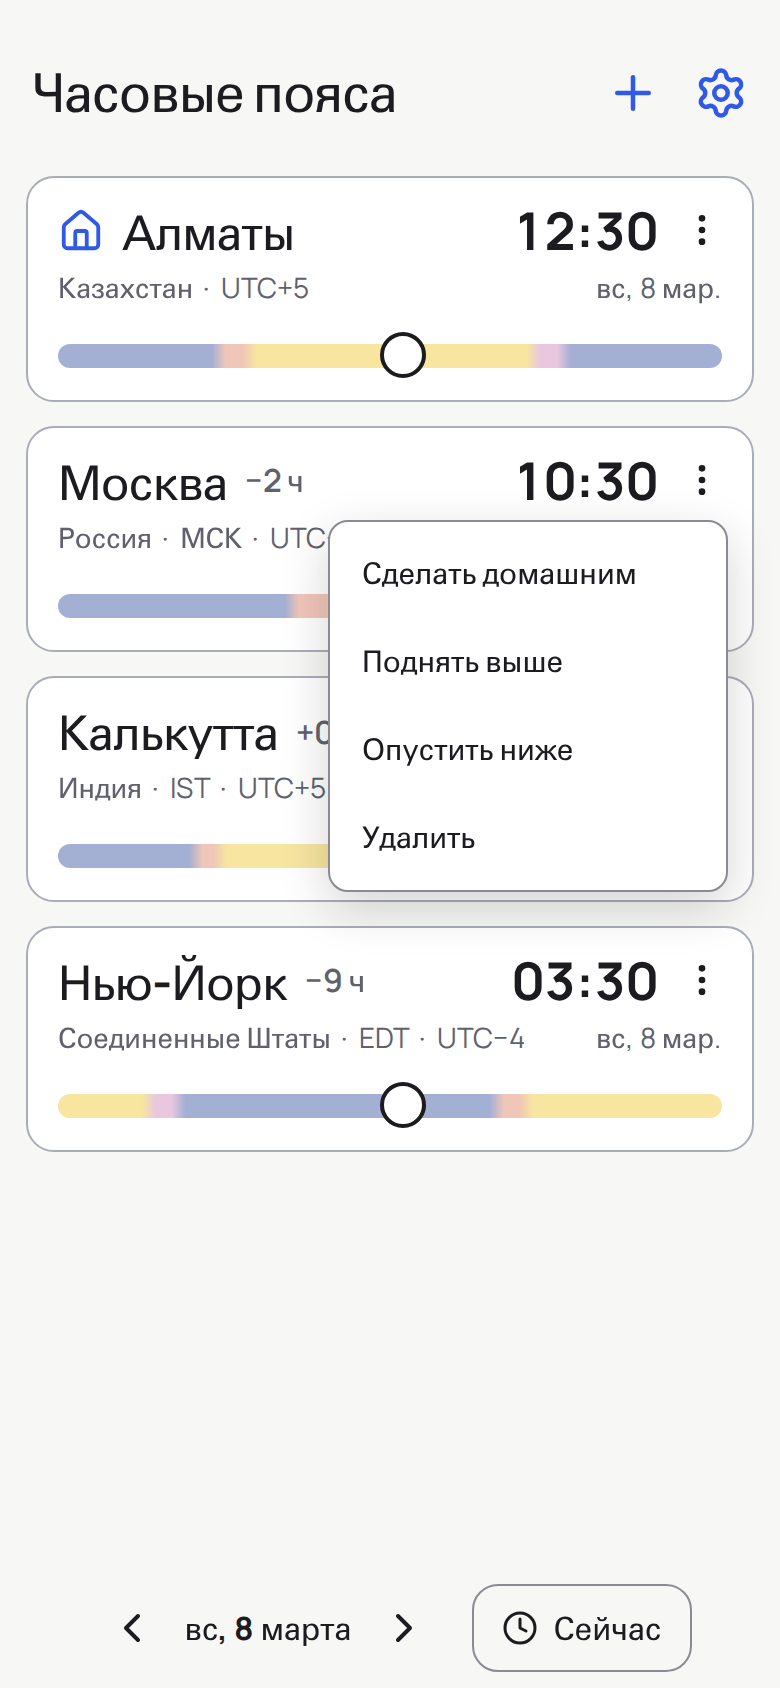 Часовые пояса
Алматы 12:30
Казахстан · UTC+5 вс, 8 мар.
Москва −2 ч 10:30
Россия · МСК · UTC
Сделать домашним
Поднять выше
Калькутта
Индия · IST · UTC+5
Опустить ниже
Удалить
Нью-Йорк −9 ч 03:30
Соединенные Штаты · EDT · UTC−4 вс, 8 мар.
вс, 8 марта Сейчас